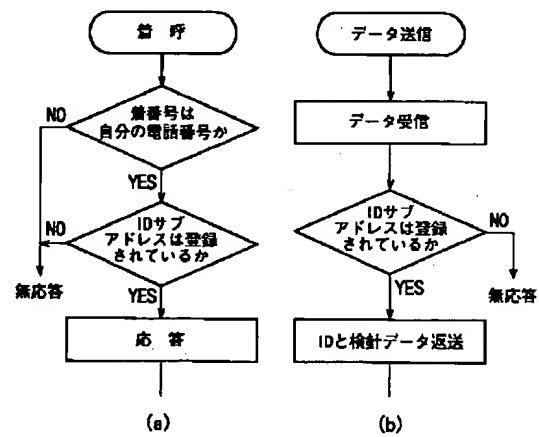 着 呼
着番号は
自分の電話番号か
NO
YES
IDサブ
アドレスは登録
されているか
NO
無応答
YES
応 答
(a)
データ送信
データ受信
IDサブ
アドレスは登録
されているか
NO
YES
無応答
IDと検針データ返送
(b)